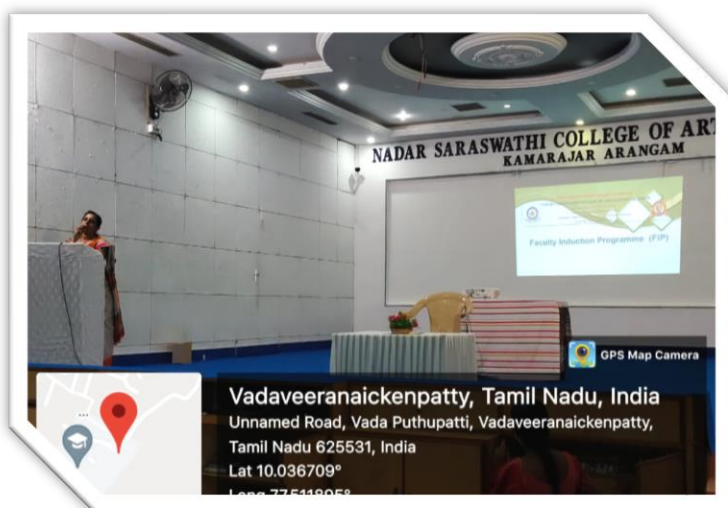 NADAR SARASWATHI COLLEGE OF AR
KAMARAJAR ARANGAM
Faculty Induction Programme (FIP)
GPS Map Camera
Vadaveeranaickenpatty, Tamil Nadu, India
Unnamed Road, Vada Puthupatti, Vadaveeranaickenpatty,
Tamil Nadu 625531, India
Lat 10.036709°